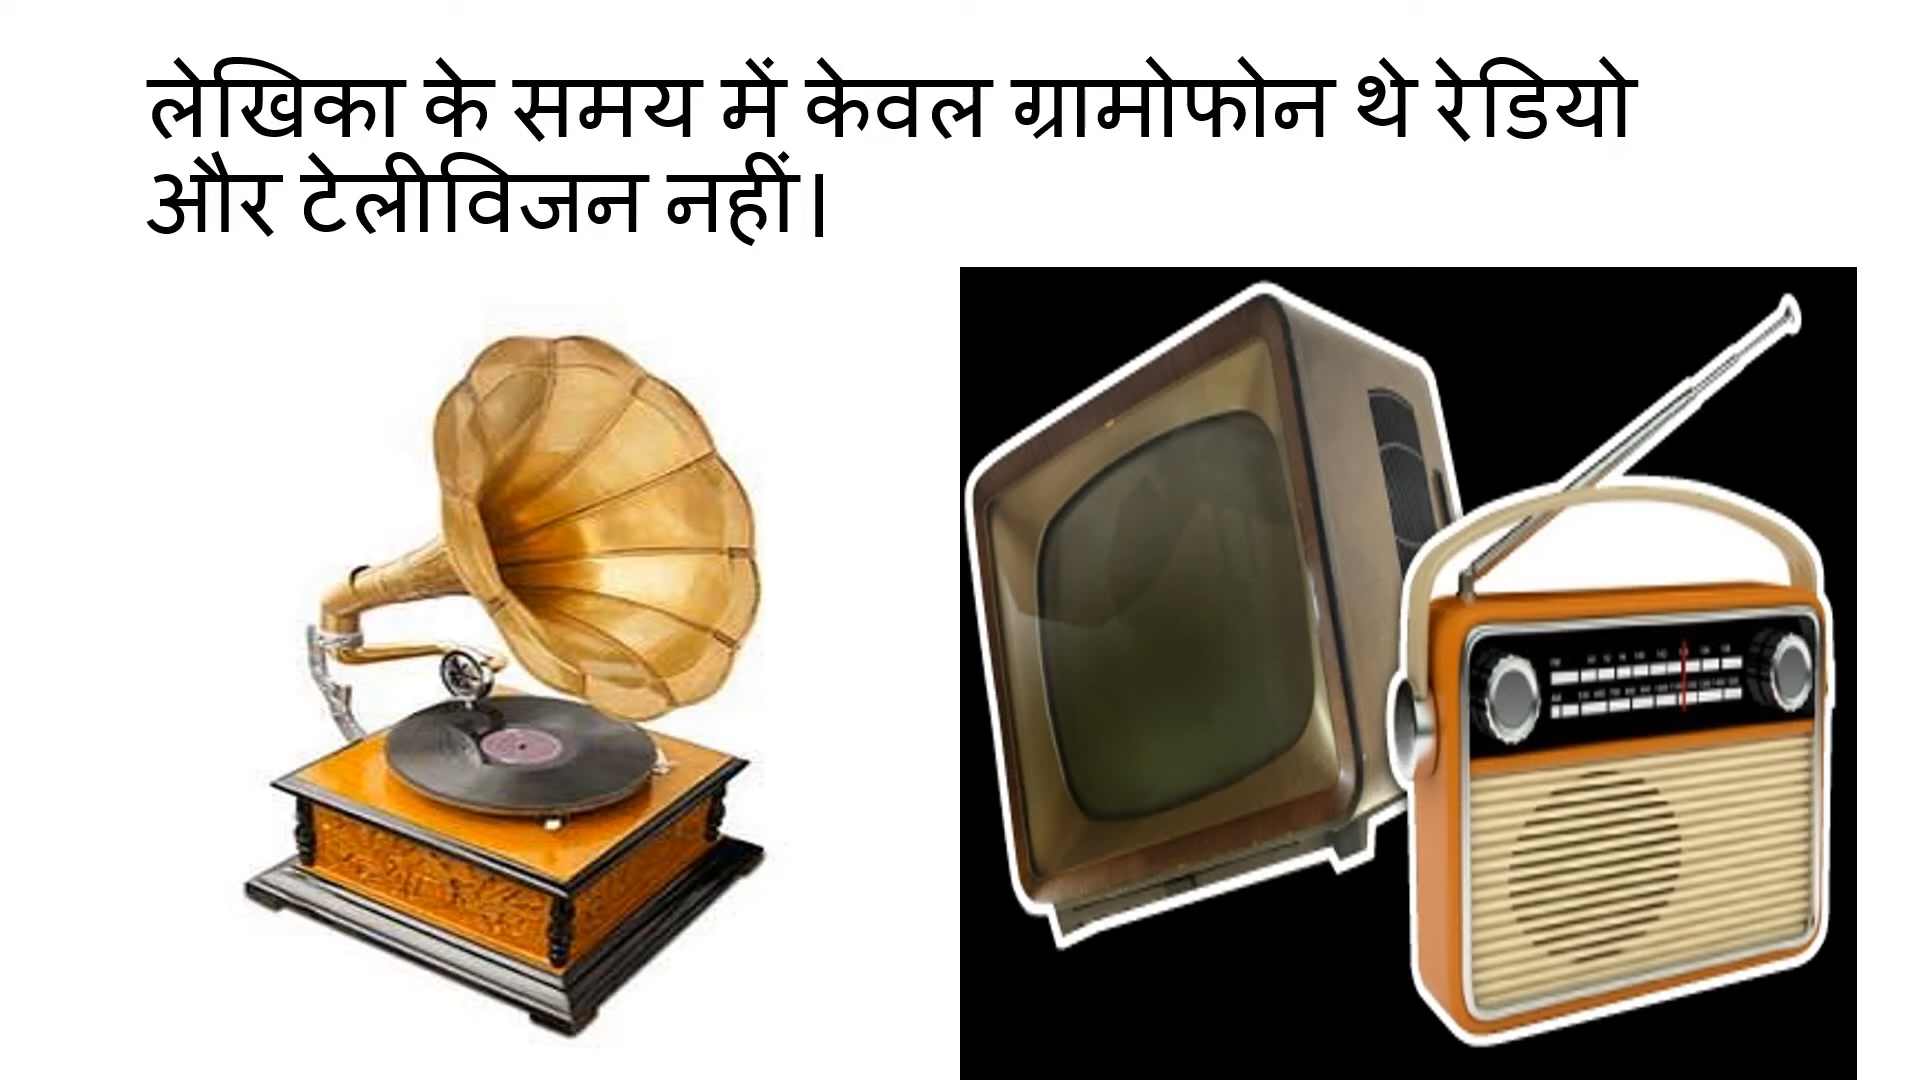 लेखिका के समय में केवल ग्रामोफोन थे रेडियो
और टेलीविजन नहीं।